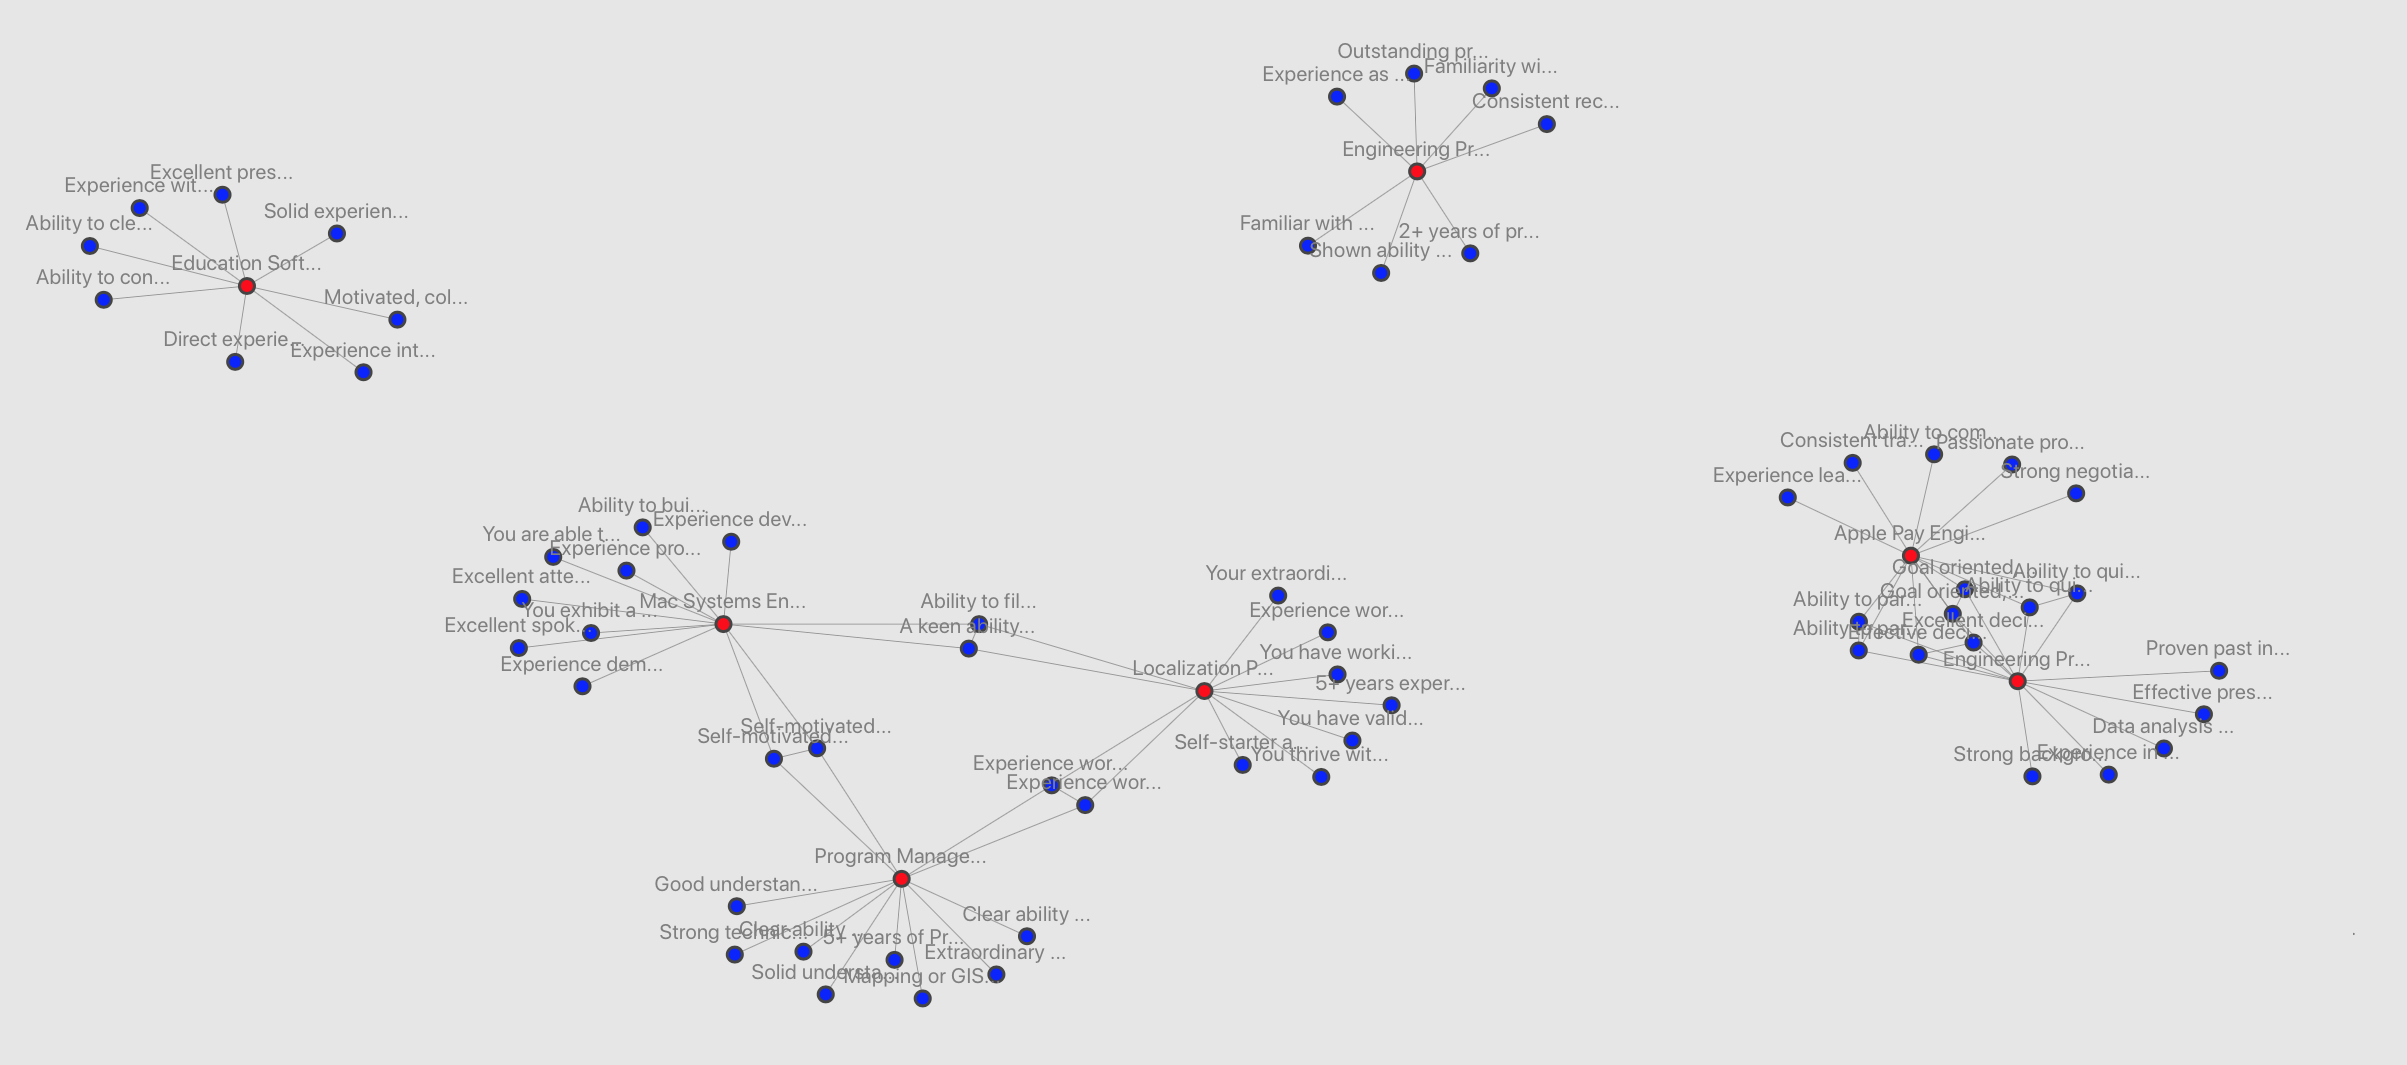 Outstanding pr...
Familiarity wi...
Experience as ...
Consistent rec...
Engineering Pr...
Familiar with ...
2+ years of pr...
Shown ability ...
Excellent pres...
Experience wit...
Solid experien...
Ability to cle...
Education Soft...
Ability to con...
Motivated, col...
Direct experie...
Experience int...
Ability to com...
Consistent tra...
Passionate pro...
Experience lea...
Strong negotia...
Apple Pay Engi...
Goal oriented,...
Ability to qui...
Ability to qui...
Goal oriented,...
Ability to par...
Excellent deci...
Ability to par...
Effective deci...
Engineering Pr...
Proven past in...
Effective pres...
Data analysis ...
Strong backgro...
Experience in ...
Ability to bui...
Experience dev...
You are able t...
Experience pro...
Excellent atte...
Mac Systems En...
You exhibit a ...
Excellent spok...
Experience dem...
Ability to fil...
A keen ability...
Your extraordi...
Experience wor...
You have worki...
Localization P...
5+ years exper...
You have valid...
Self-starter a...
You thrive wit...
Self-motivated...
Self-motivated...
Experience wor...
Experience wor...
Program Manage...
Good understan...
Clear ability ...
Strong technic...
Clear ability ...
5+ years of Pr...
Extraordinary ...
Solid understa...
Mapping or GIS...